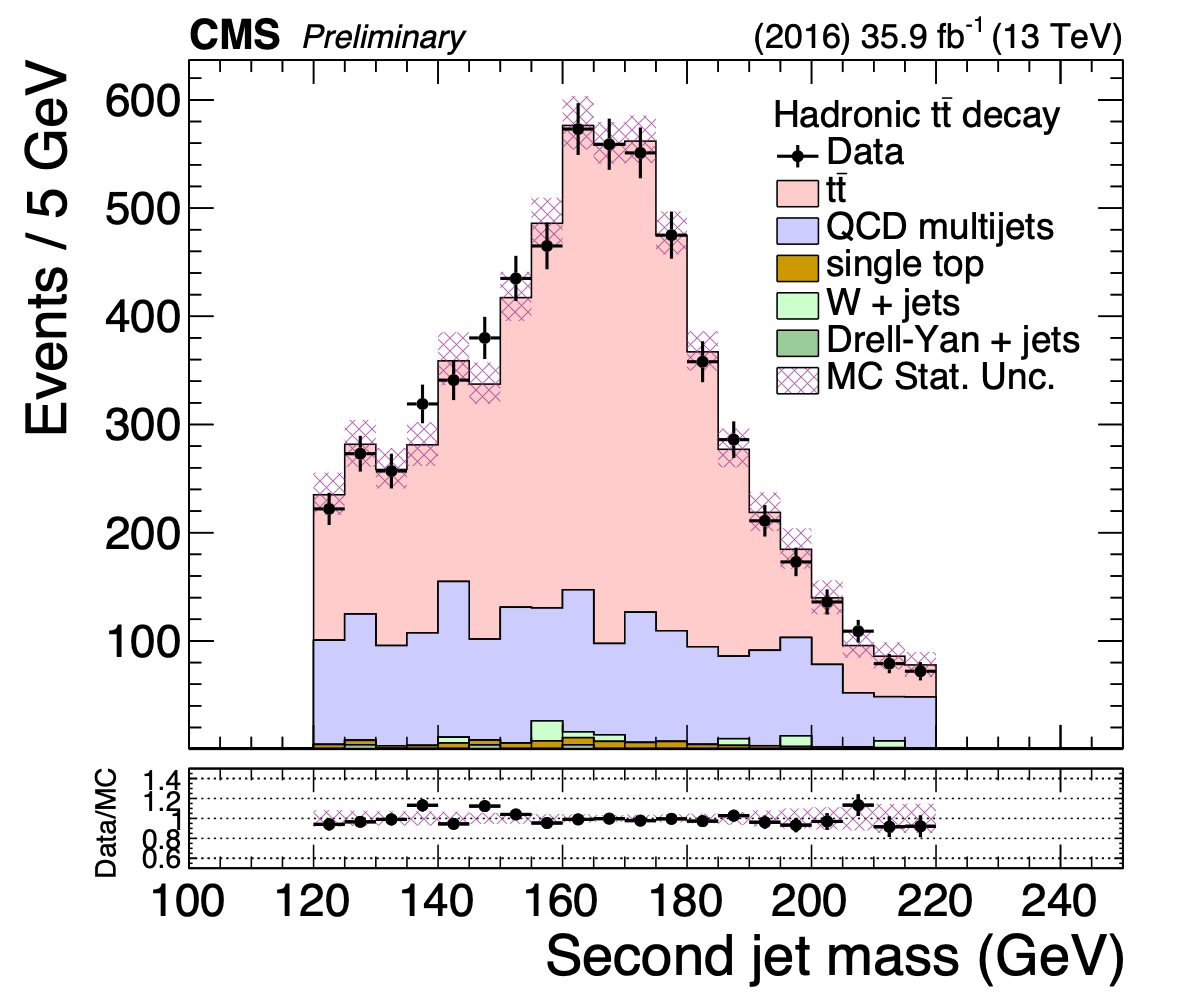 CMS Preliminary (2016) 35.9 fb⁻¹ (13 TeV)
Events / 5 GeV
600
500
400
300
200
100
Hadronic tt̄ decay
Data
tt̄
QCD multijets
single top
W + jets
Drell-Yan + jets
MC Stat. Unc.
Data/MC
1.4
1.2
1
0.8
0.6
100 120 140 160 180 200 220 240
Second jet mass (GeV)